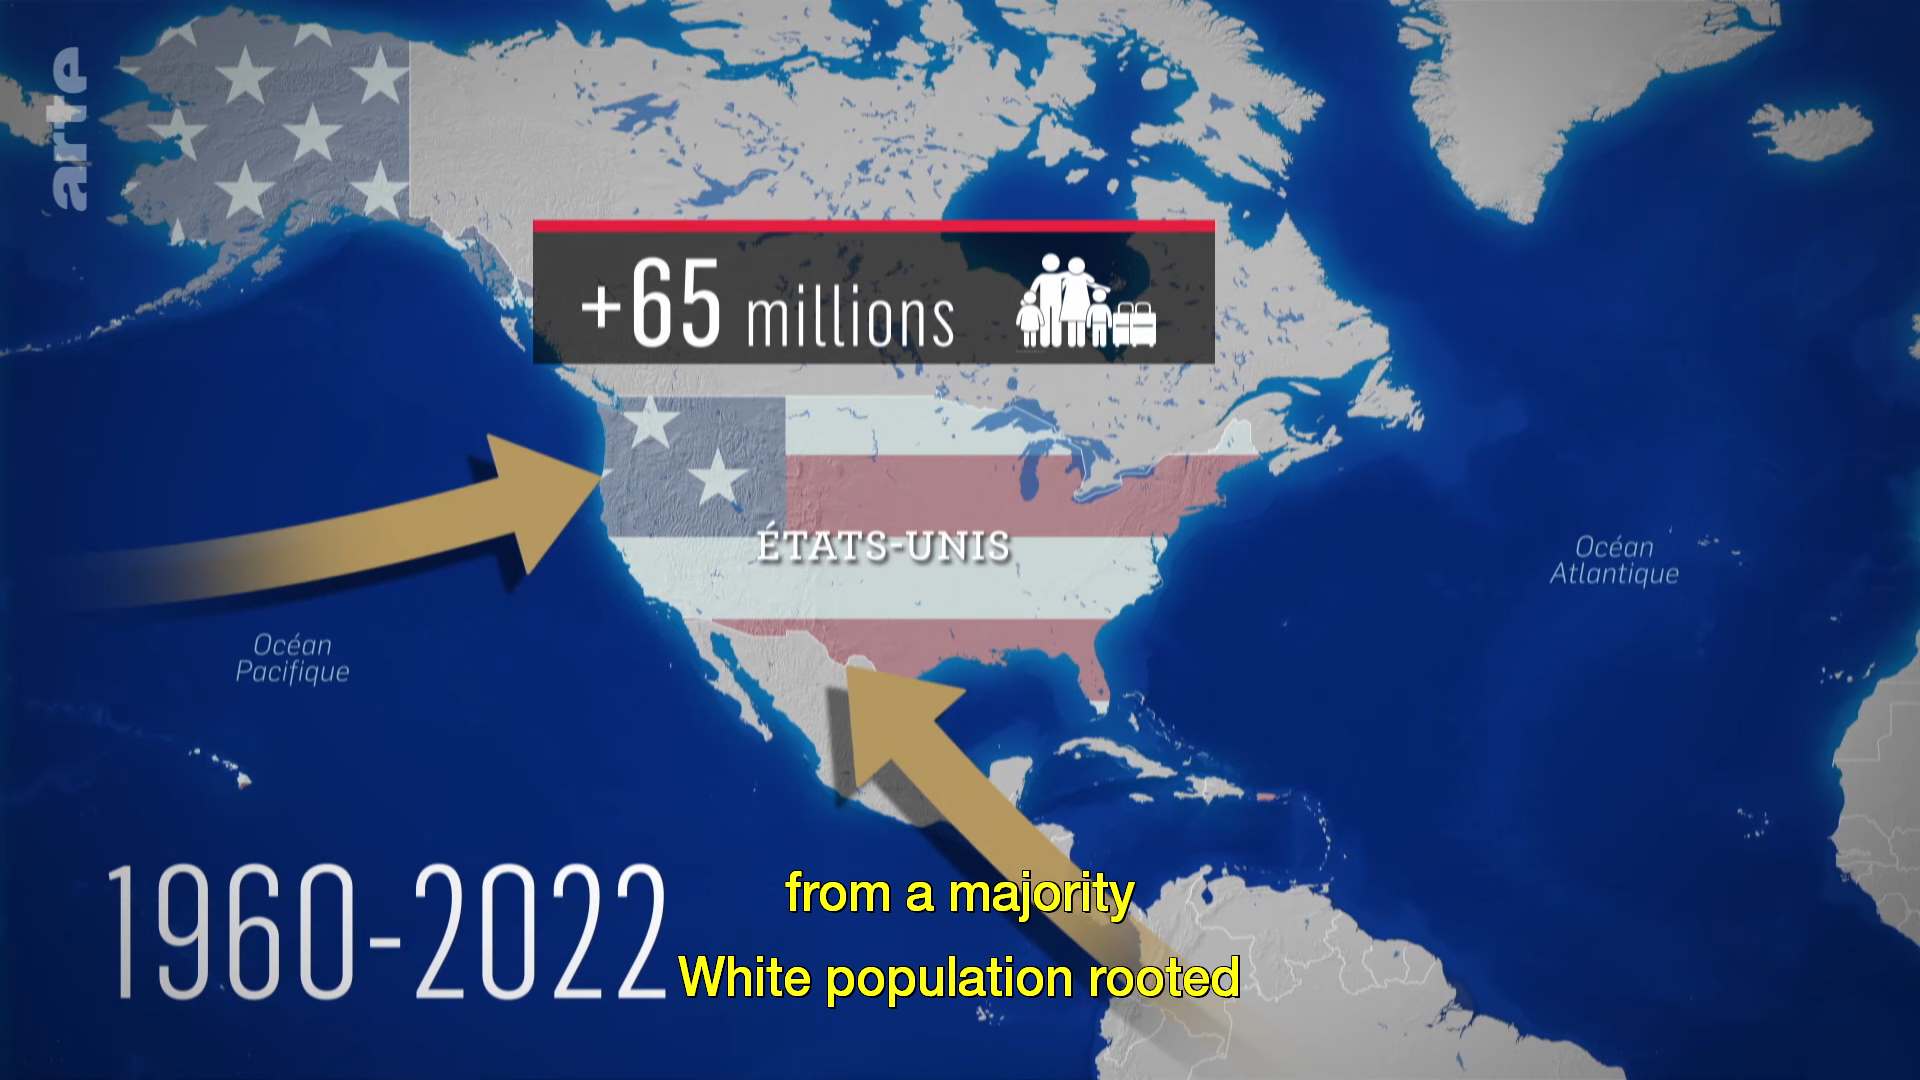 arte
+65 millions
ÉTATS-UNIS
Océan
Atlantique
Océan
Pacifique
1960-2022
from a majority
White population rooted